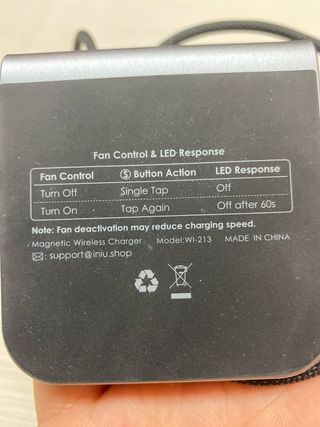 Fan Control & LED Response
Fan Control Ⓢ Button Action LED Response
Turn Off Single Tap Off
Turn On Tap Again Off after 60s
Note: Fan deactivation may reduce charging speed.
Magnetic Wireless Charger Model:WI-213 MADE IN CHINA
: support@iniu.shop